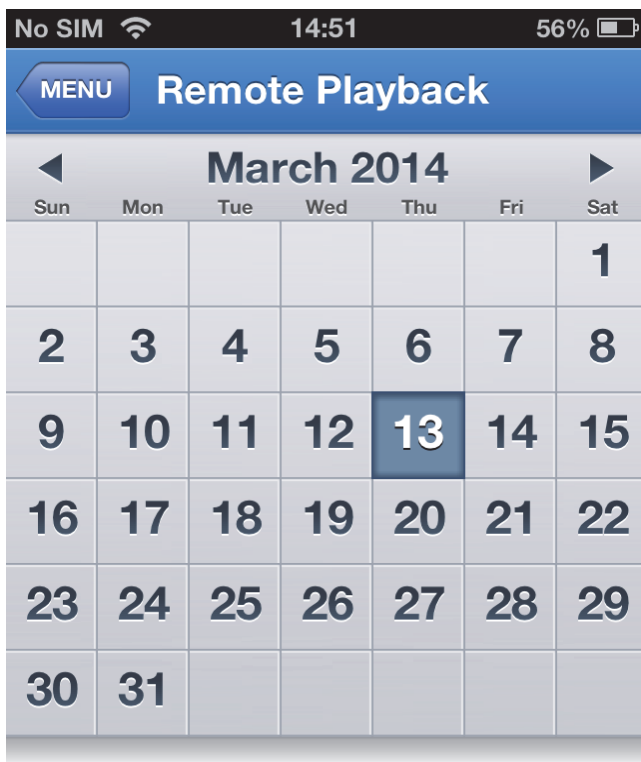 No SIM 14:51 56%
MENU Remote Playback
March 2014
Sun Mon Tue Wed Thu Fri Sat
1
2 3 4 5 6 7 8
9 10 11 12 13 14 15
16 17 18 19 20 21 22
23 24 25 26 27 28 29
30 31